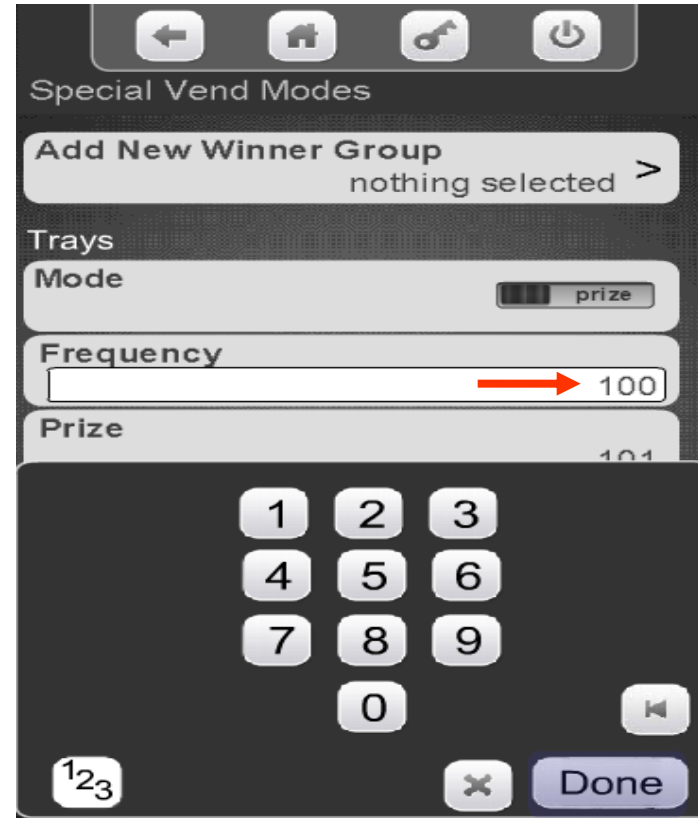 Special Vend Modes
Add New Winner Group
nothing selected >
Trays
Mode
prize
Frequency
100
Prize
101
1 2 3
4 5 6
7 8 9
0
123
Done